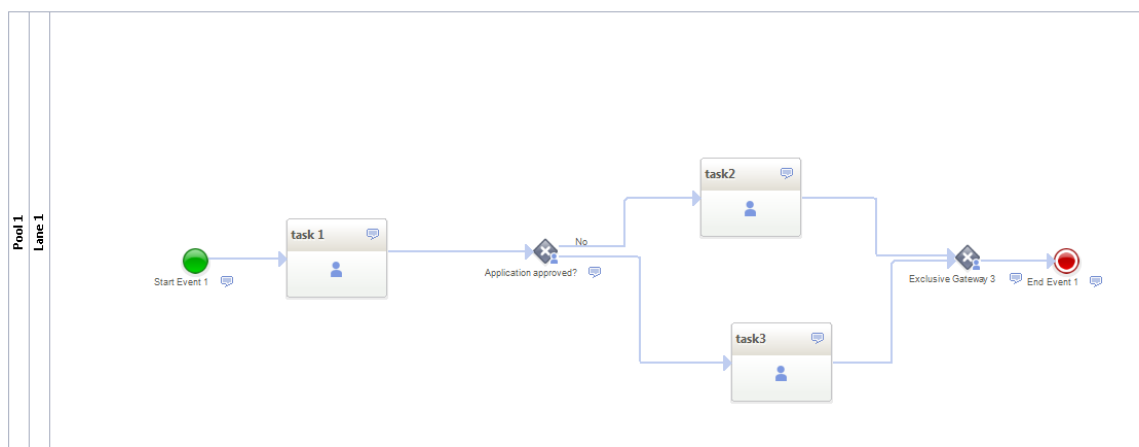 Pool 1
Lane 1
Start Event 1
task 1
Application approved?
No
task2
task3
Exclusive Gateway 3
End Event 1